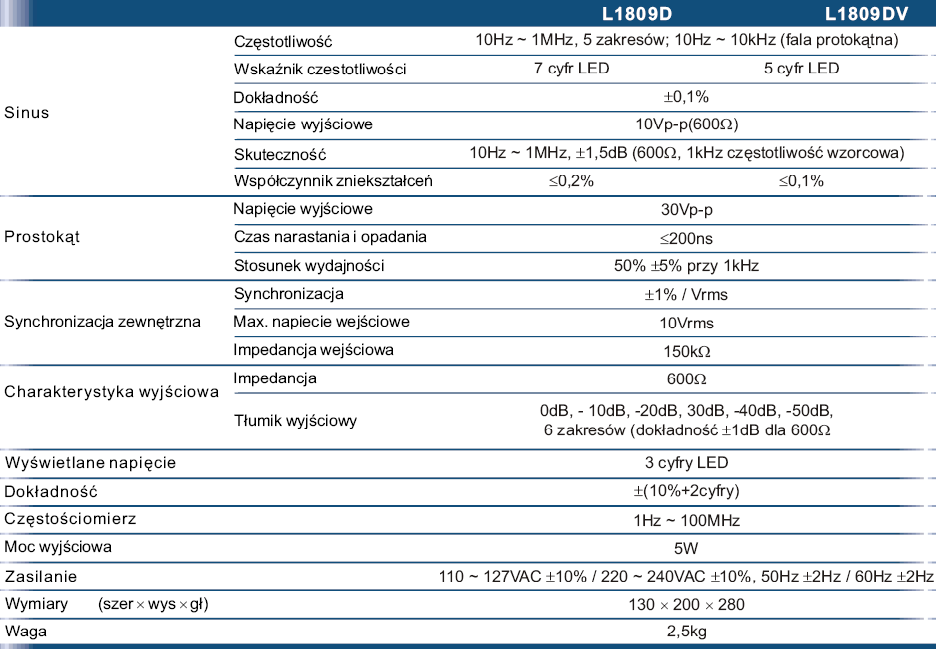 L1809D L1809DV
Sinus
Częstotliwość 10Hz ~ 1MHz, 5 zakresów; 10Hz ~ 10kHz (fala protokątna)
Wskaźnik czestotliwości 7 cyfr LED 5 cyfr LED
Dokładność ±0,1%
Napięcie wyjściowe 10Vp-p(600Ω)
Skuteczność 10Hz ~ 1MHz, ±1,5dB (600Ω, 1kHz częstotliwość wzorcowa)
Współczynnik zniekształceń ≤0,2% ≤0,1%
Prostokąt
Napięcie wyjściowe 30Vp-p
Czas narastania i opadania ≤200ns
Stosunek wydajności 50% ±5% przy 1kHz
Synchronizacja zewnętrzna
Synchronizacja ±1% / Vrms
Max. napiecie wejściowe 10Vrms
Impedancja wejściowa 150kΩ
Charakterystyka wyjściowa
Impedancja 600Ω
Tłumik wyjściowy 0dB, - 10dB, -20dB, 30dB, -40dB, -50dB,
6 zakresów (dokładność ±1dB dla 600Ω
Wyświetlane napięcie 3 cyfry LED
Dokładność ±(10%+2cyfry)
Częstościomierz 1Hz ~ 100MHz
Moc wyjściowa 5W
Zasilanie 110 ~ 127VAC ±10% / 220 ~ 240VAC ±10%, 50Hz ±2Hz / 60Hz ±2Hz
Wymiary (szer × wys × gł) 130 × 200 × 280
Waga 2,5kg